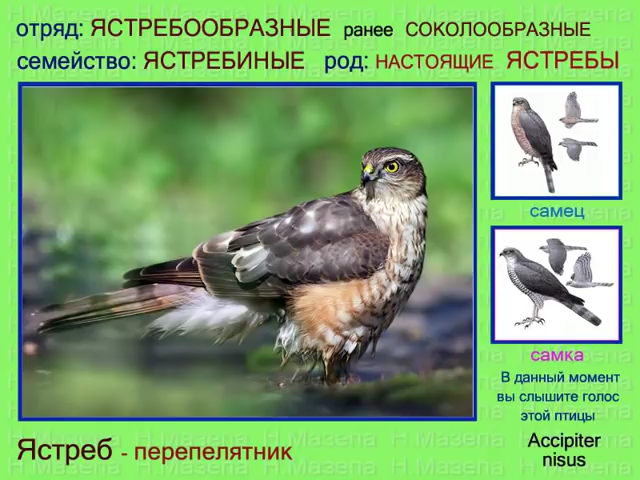 отряд: ЯСТРЕБООБРАЗНЫЕ ранее СОКОЛООБРАЗНЫЕ
семейство: ЯСТРЕБИНЫЕ род: НАСТОЯЩИЕ ЯСТРЕБЫ
самец
самка
В данный момент
вы слышите голос
этой птицы
Ястреб - перепелятник
Accipiter
nisus
Н Мазепа